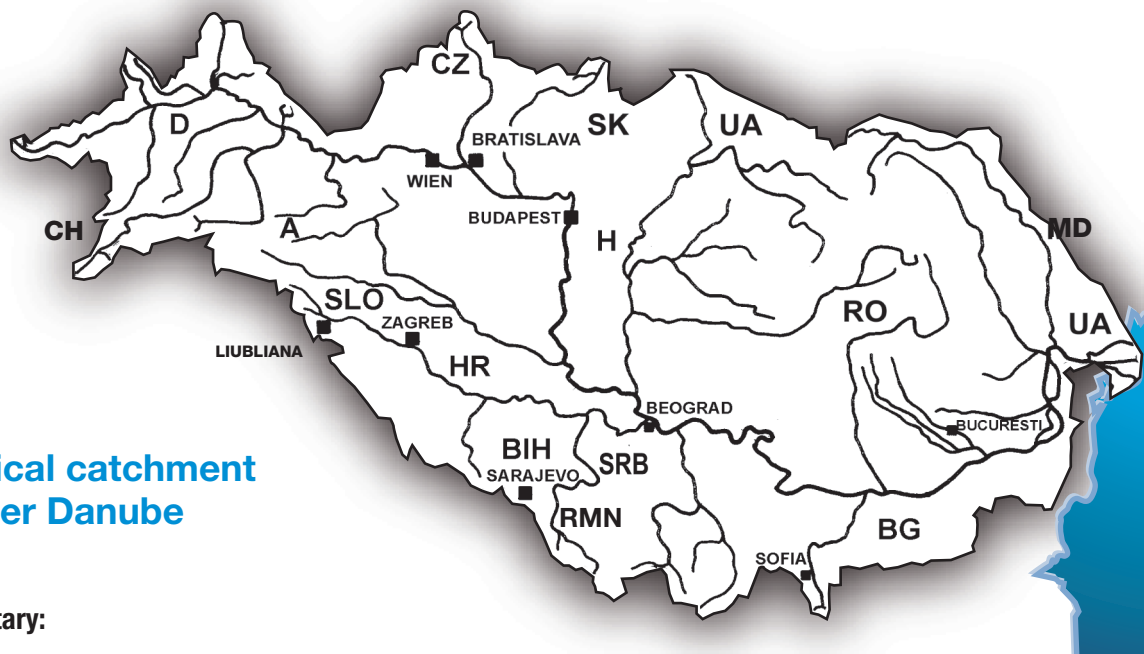 CZ
D
SK
UA
BRATISLAVA
WIEN
BUDAPEST
CH
A
H
MD
SLO
RO
ZAGREB
UA
LIUBLIANA
HR
BEOGRAD
BUCURESTI
BIH
SRB
SARAJEVO
RMN
BG
SOFIA
ical catchment
er Danube
tary: